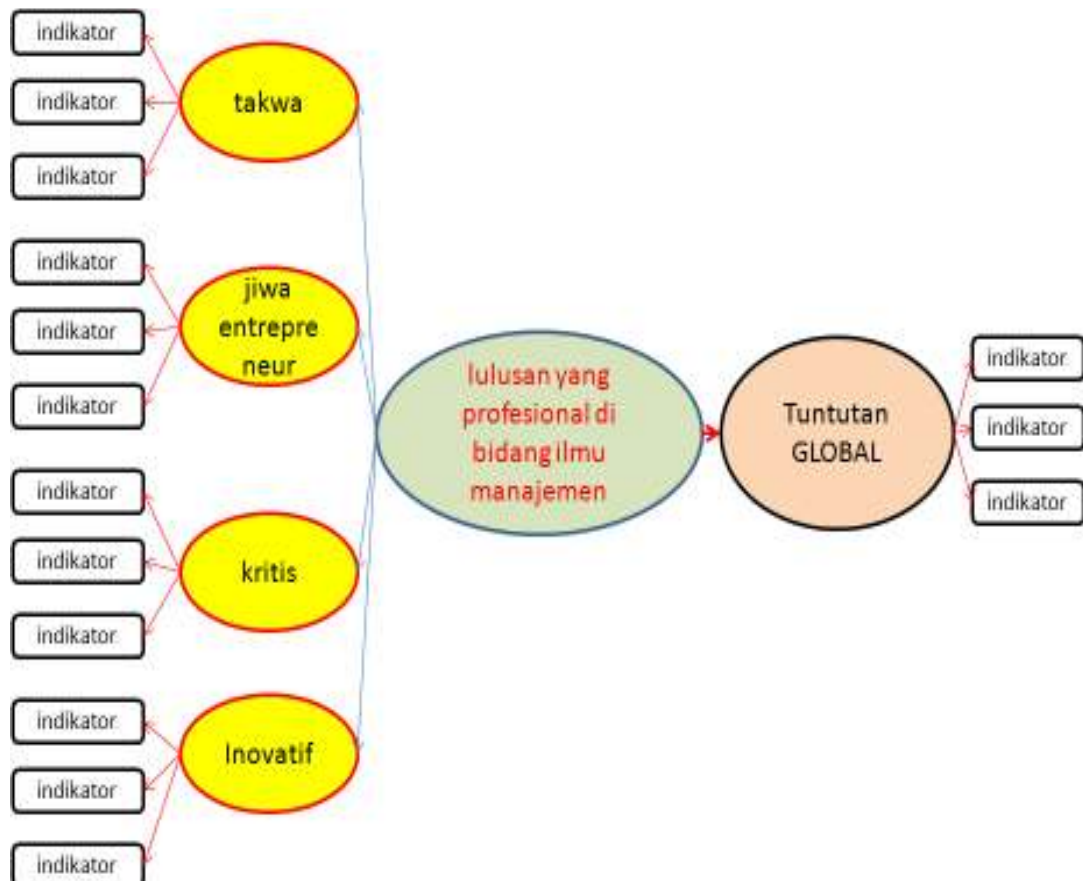 indikator
indikator
indikator
takwa
indikator
indikator
indikator
jiwa
entrepre
neur
indikator
indikator
indikator
kritis
indikator
indikator
indikator
Inovatif
lulusan yang
profesional di
bidang ilmu
manajemen
Tuntutan
GLOBAL
indikator
indikator
indikator